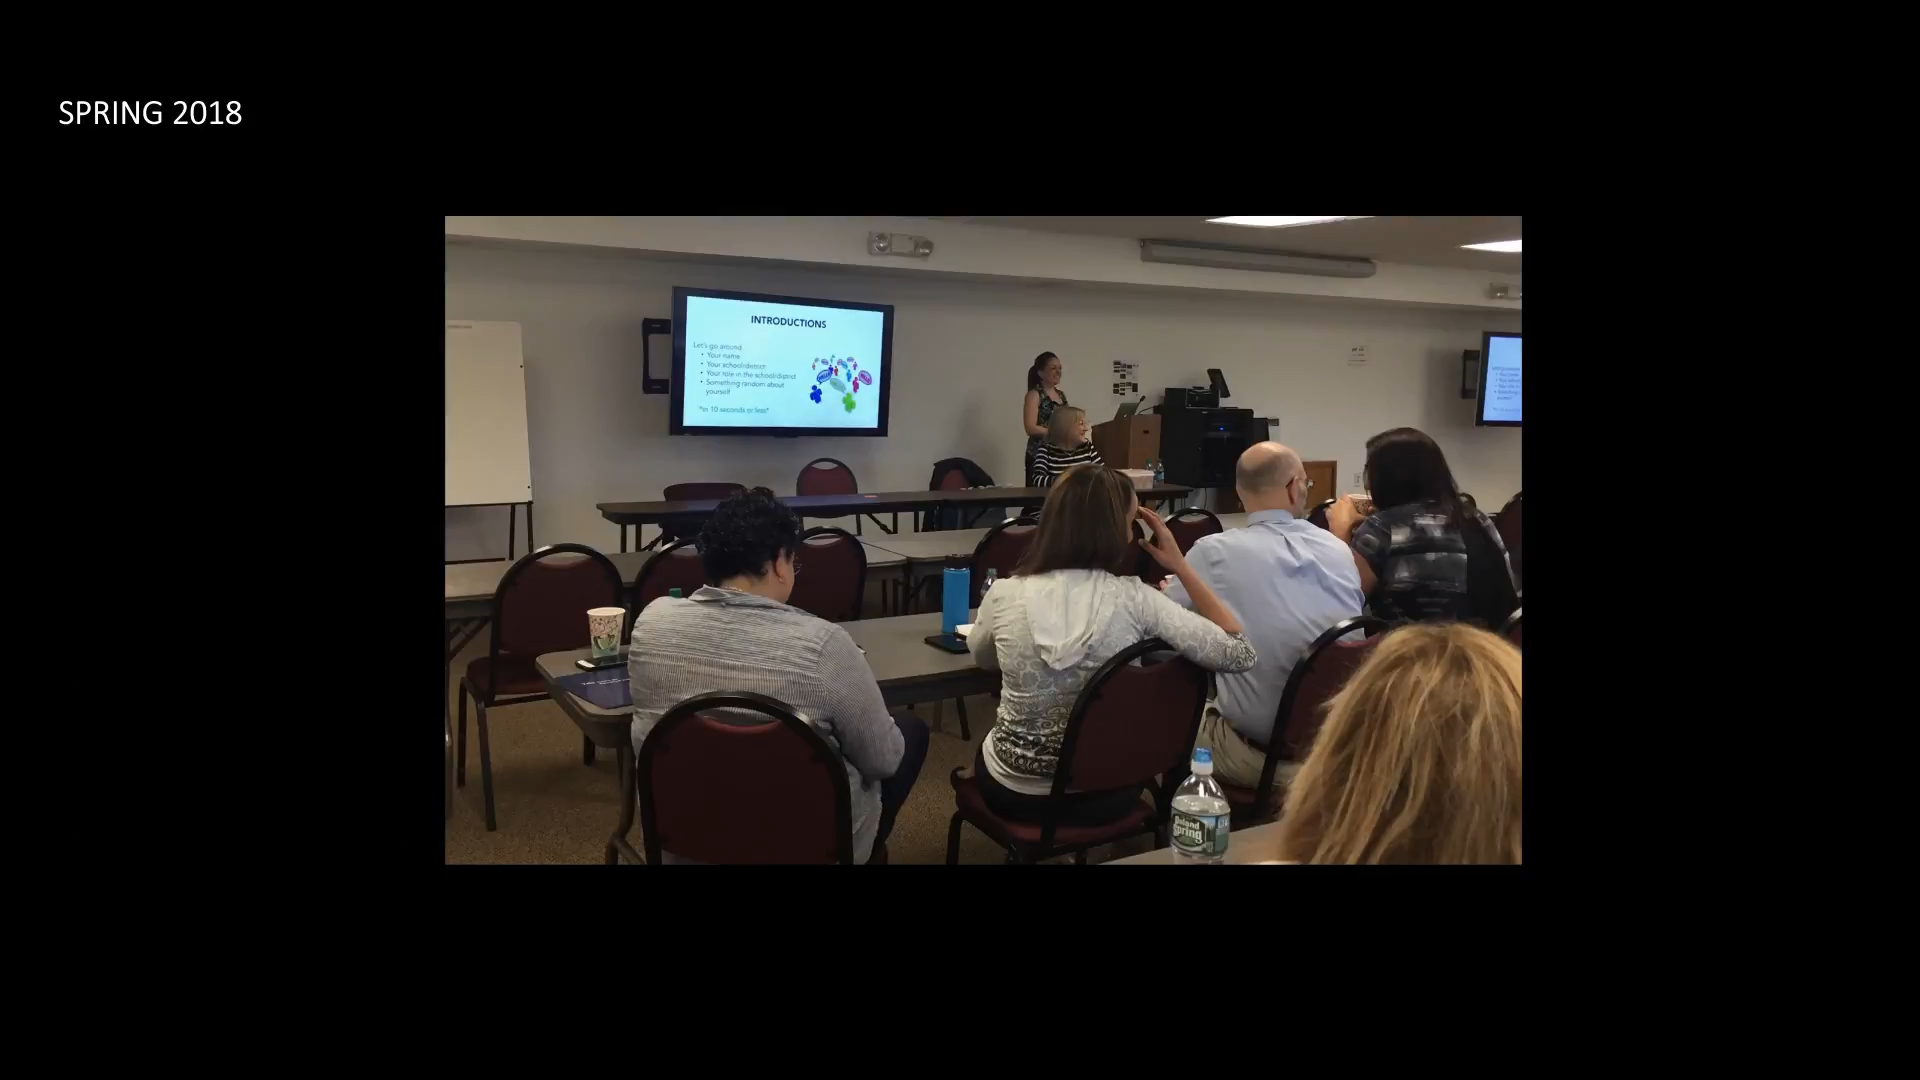 SPRING 2018
INTRODUCTIONS
Let's go around
• Your name
• Your school/district
• Your role in the school/district
• Something random about
yourself
*in 10 seconds or less*
Poland
Spring